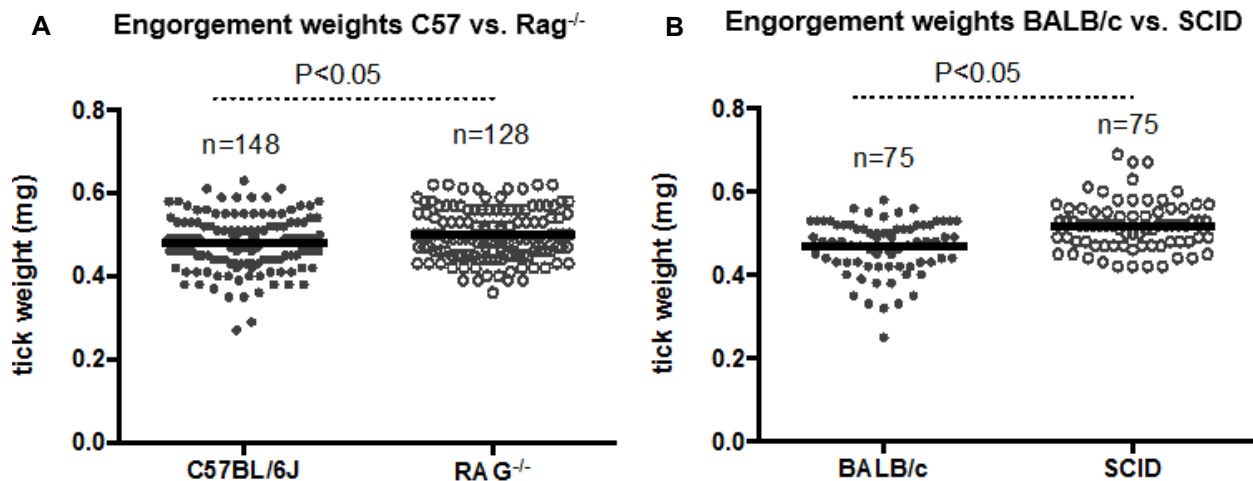 A
Engorgement weights C57 vs. Rag-/-
P<0.05
n=148
n=128
tick weight (mg)
0.8
0.6
0.4
0.2
0.0
C57BL/6J
RAG-/-
B
Engorgement weights BALB/c vs. SCID
P<0.05
n=75
n=75
tick weight (mg)
0.8
0.6
0.4
0.2
0.0
BALB/c
SCID